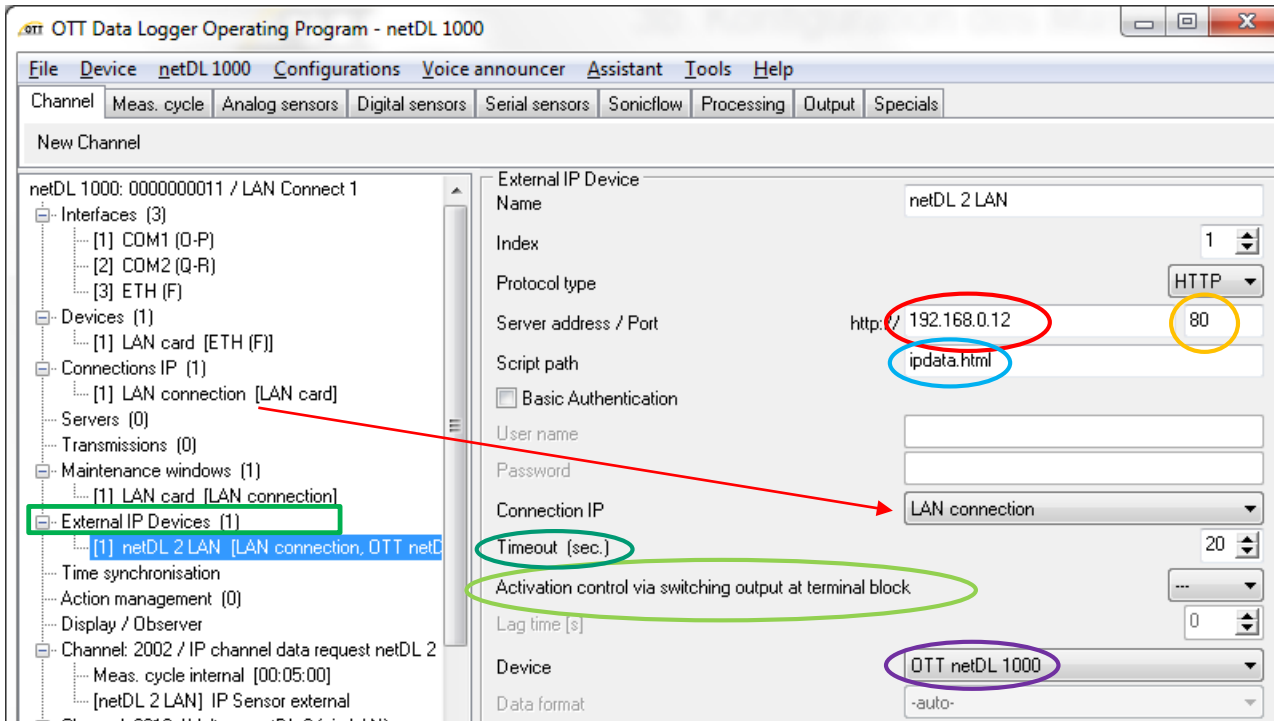 OTT OTT Data Logger Operating Program - netDL 1000
File Device netDL 1000 Configurations Voice announcer Assistant Tools Help
Channel Meas. cycle Analog sensors Digital sensors Serial sensors Sonicflow Processing Output Specials
New Channel
netDL 1000: 0000000011 / LAN Connect 1
Interfaces (3)
[1] COM1 (O-P)
[2] COM2 (Q-R)
[3] ETH (F)
Devices (1)
[1] LAN card [ETH (F)]
Connections IP (1)
[1] LAN connection [LAN card]
Servers (0)
Transmissions (0)
Maintenance windows (1)
[1] LAN card [LAN connection]
External IP Devices (1)
[1] netDL 2 LAN [LAN connection, OTT netD
Time synchronisation
Action management (0)
Display / Observer
Channel: 2002 / IP channel data request netDL 2
Meas. cycle internal [00:05:00]
[netDL 2 LAN] IP Sensor external
External IP Device
Name netDL 2 LAN
Index 1
Protocol type HTTP
Server address / Port http:// 192.168.0.12 80
Script path ipdata.html
Basic Authentication
User name
Password
Connection IP LAN connection
Timeout (sec.) 20
Activation control via switching output at terminal block ---
Lag time [s] 0
Device OTT netDL 1000
Data format -auto-